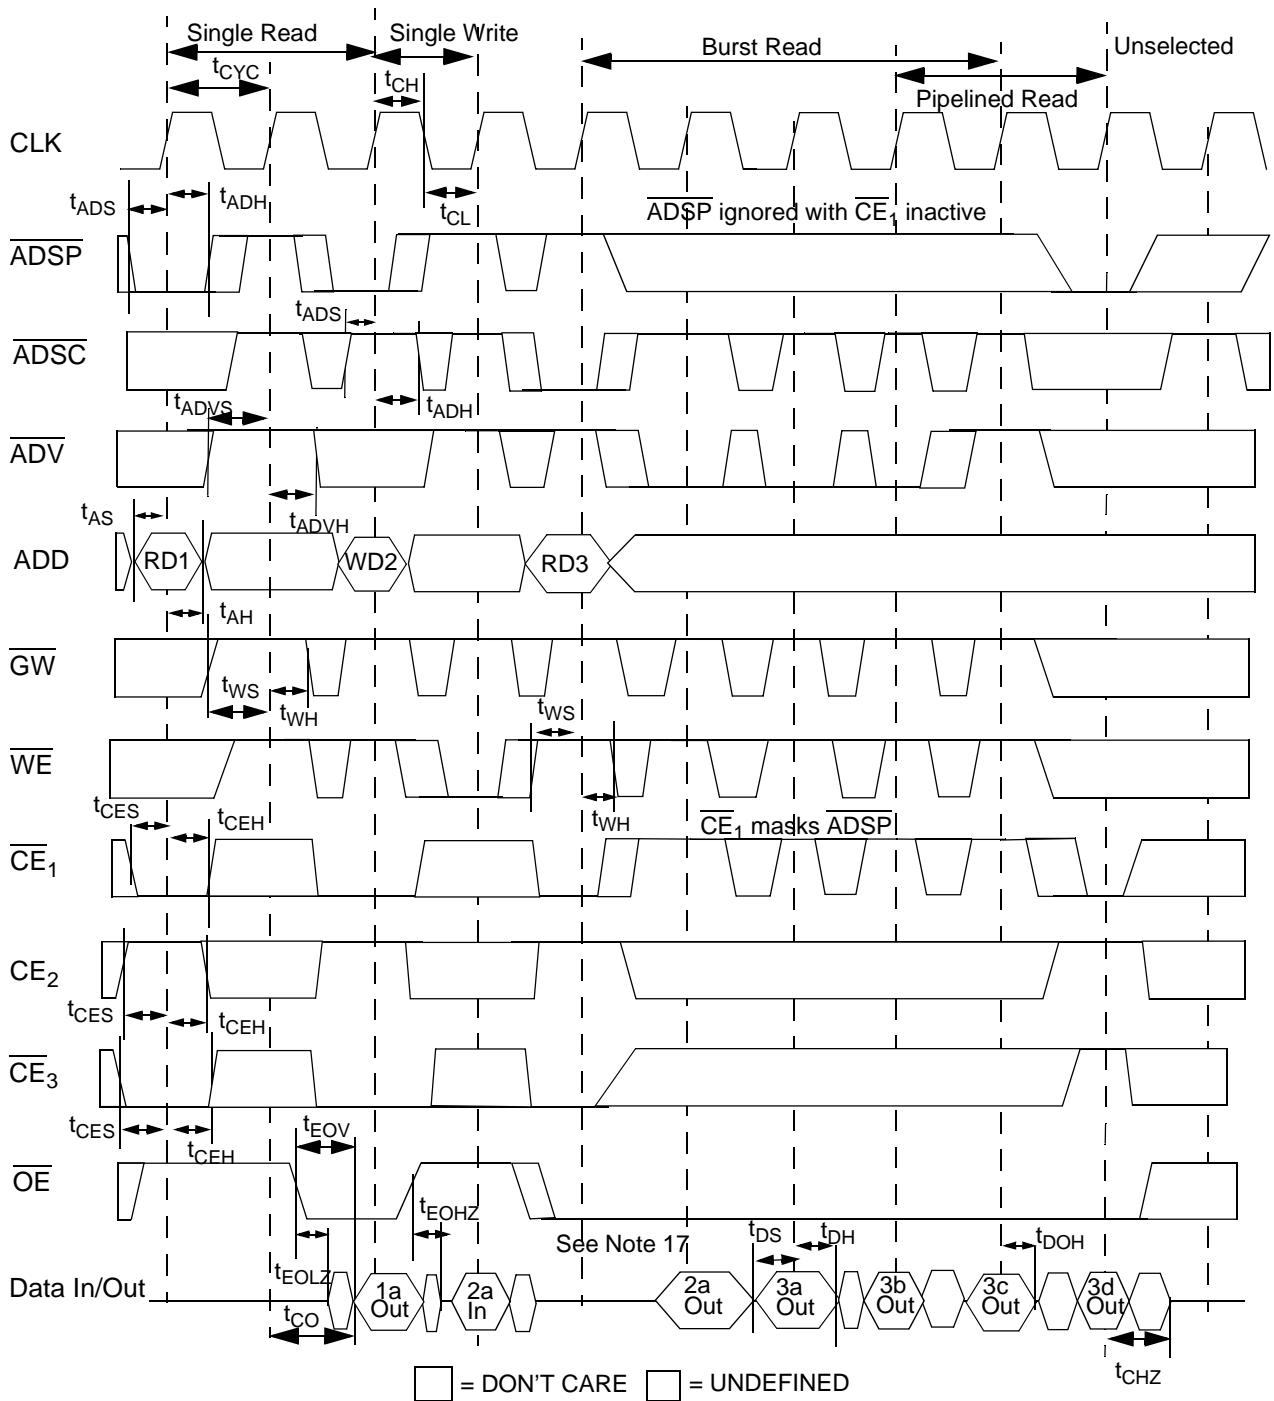 Single Read
Single Write
Burst Read
Unselected
tCYC
tCH
Pipelined Read
CLK
tADS
tADH
tCL
ADSP ignored with CE1 inactive
ADSP
tADS
ADSC
tADVS
tADH
ADV
tAS
tADVH
ADD
RD1
WD2
RD3
tAH
GW
tWS
tWH
tWS
WE
tCES
tCEH
tWH
CE1 masks ADSP
CE1
CE2
tCES
tCEH
CE3
tCES
tCEH
tEOV
OE
tEOHZ
See Note 17
tDS
tDH
tDOH
tEOLZ
Data In/Out
1a Out
2a In
2a Out
3a Out
3b Out
3c Out
3d Out
tCO
tCHZ
= DON'T CARE
= UNDEFINED